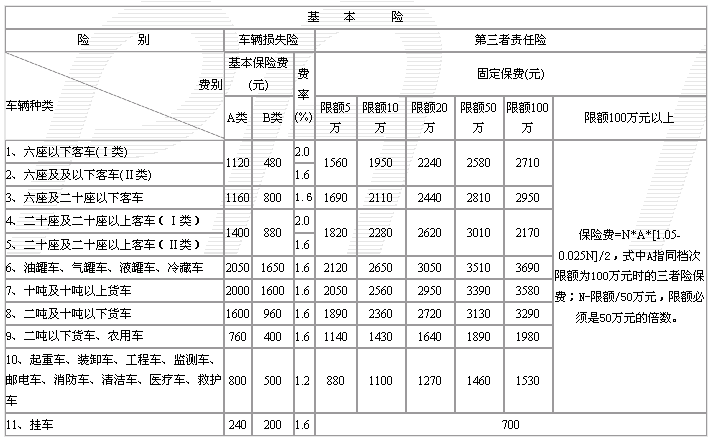 基 本 险
险 别 车辆损失险 第三者责任险
费别
车辆种类
基本保险费
(元)
费
率
(%)
固定保费(元)
A类 B类 限额5万 限额10万 限额20万 限额50万 限额100万 限额100万元以上
1、六座以下客车(Ⅰ类) 1120 480 2.0 1560 1950 2240 2580 2710
2、六座及及以下客车(Ⅱ类) 1.6
3、六座及二十座以下客车 1160 800 1.6 1690 2110 2440 2810 2950
4、二十座及二十座以上客车（Ⅰ类） 1400 880 2.0 1820 2280 2620 3010 2170
5、二十座及二十座以上客车（Ⅱ类） 1.6
6、油罐车、气罐车、液罐车、冷藏车 2050 1650 1.6 2120 2650 3050 3510 3690
7、十吨及十吨以上货车 2000 1600 1.6 2050 2560 2950 3390 3580
8、二吨及十吨以下货车 1600 960 1.6 1890 2360 2720 3130 3290
9、二吨以下货车、农用车 760 400 1.6 1140 1430 1640 1890 1980
10、起重车、装卸车、工程车、监测车、
邮电车、消防车、清洁车、医疗车、救护
车
800 500 1.2 880 1100 1270 1460 1530
保险费=N*A*[1.05-
0.025N]/2，式中A指同档次
限额为100万元时的三者险保
费；N-限额/50万元，限额必
须是50万元的倍数。
11、挂车 240 200 1.6 700